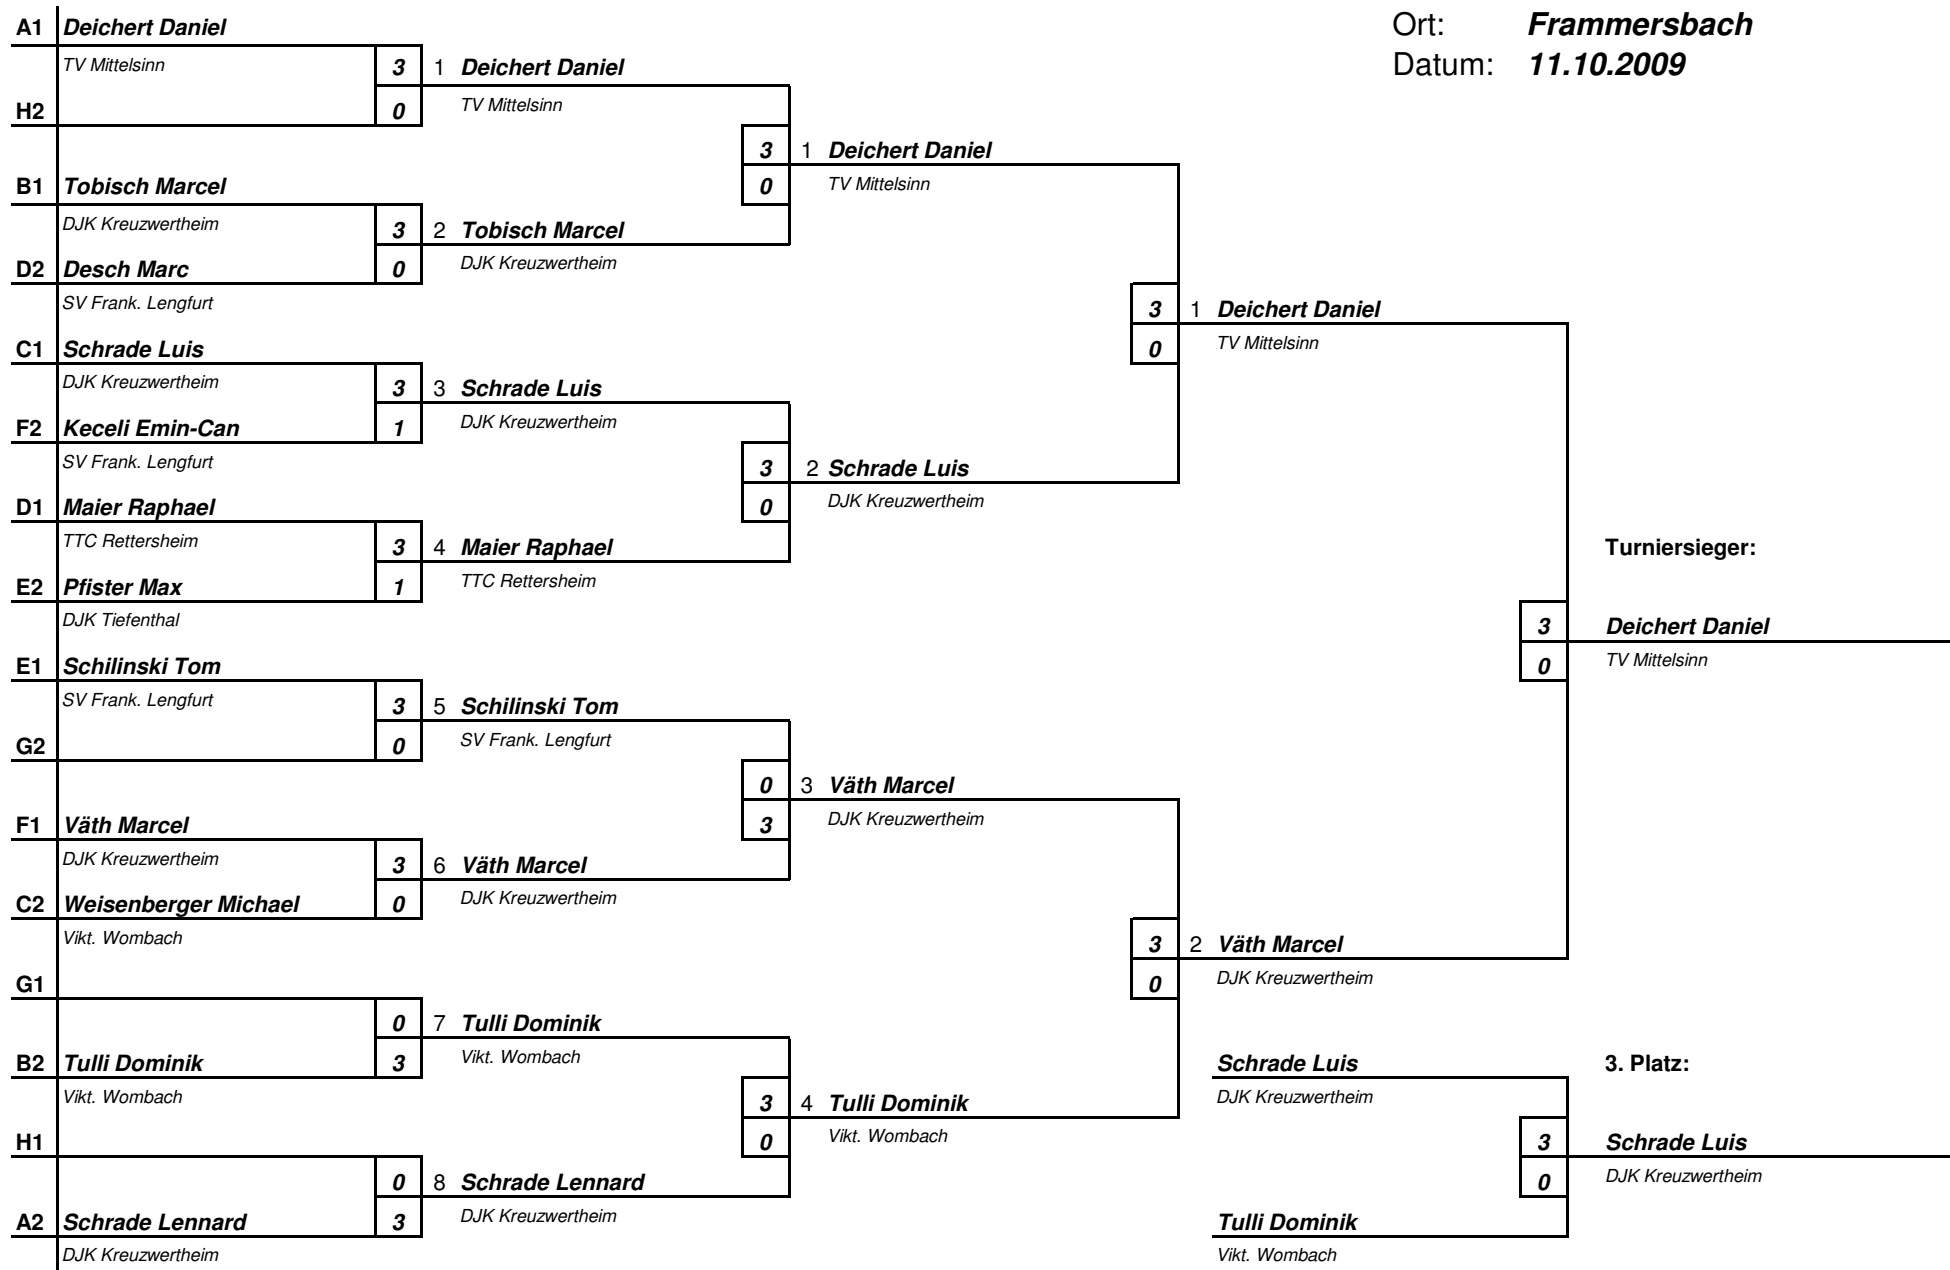 Ort: Frammersbach
Datum: 11.10.2009
A1 Deichert Daniel
TV Mittelsinn 3 1 Deichert Daniel
H2 0 TV Mittelsinn
3 1 Deichert Daniel
B1 Tobisch Marcel 0 TV Mittelsinn
DJK Kreuzwertheim 3 2 Tobisch Marcel
D2 Desch Marc 0 DJK Kreuzwertheim
SV Frank. Lengfurt 3 1 Deichert Daniel
C1 Schrade Luis 0 TV Mittelsinn
DJK Kreuzwertheim 3 3 Schrade Luis
F2 Keceli Emin-Can 1 DJK Kreuzwertheim
SV Frank. Lengfurt 3 2 Schrade Luis
D1 Maier Raphael 0 DJK Kreuzwertheim
TTC Rettersheim 3 4 Maier Raphael Turniersieger:
E2 Pfister Max 1 TTC Rettersheim
DJK Tiefenthal 3 Deichert Daniel
E1 Schilinski Tom 0 TV Mittelsinn
SV Frank. Lengfurt 3 5 Schilinski Tom
G2 0 SV Frank. Lengfurt
0 3 Väth Marcel
F1 Väth Marcel 3 DJK Kreuzwertheim
DJK Kreuzwertheim 3 6 Väth Marcel
C2 Weisenberger Michael 0 DJK Kreuzwertheim
Vikt. Wombach 3 2 Väth Marcel
G1 0 DJK Kreuzwertheim
0 7 Tulli Dominik
B2 Tulli Dominik 3 Vikt. Wombach Schrade Luis 3. Platz:
Vikt. Wombach 3 4 Tulli Dominik DJK Kreuzwertheim
H1 0 Vikt. Wombach 3 Schrade Luis
0 8 Schrade Lennard 0 DJK Kreuzwertheim
A2 Schrade Lennard 3 DJK Kreuzwertheim Tulli Dominik
DJK Kreuzwertheim Vikt. Wombach